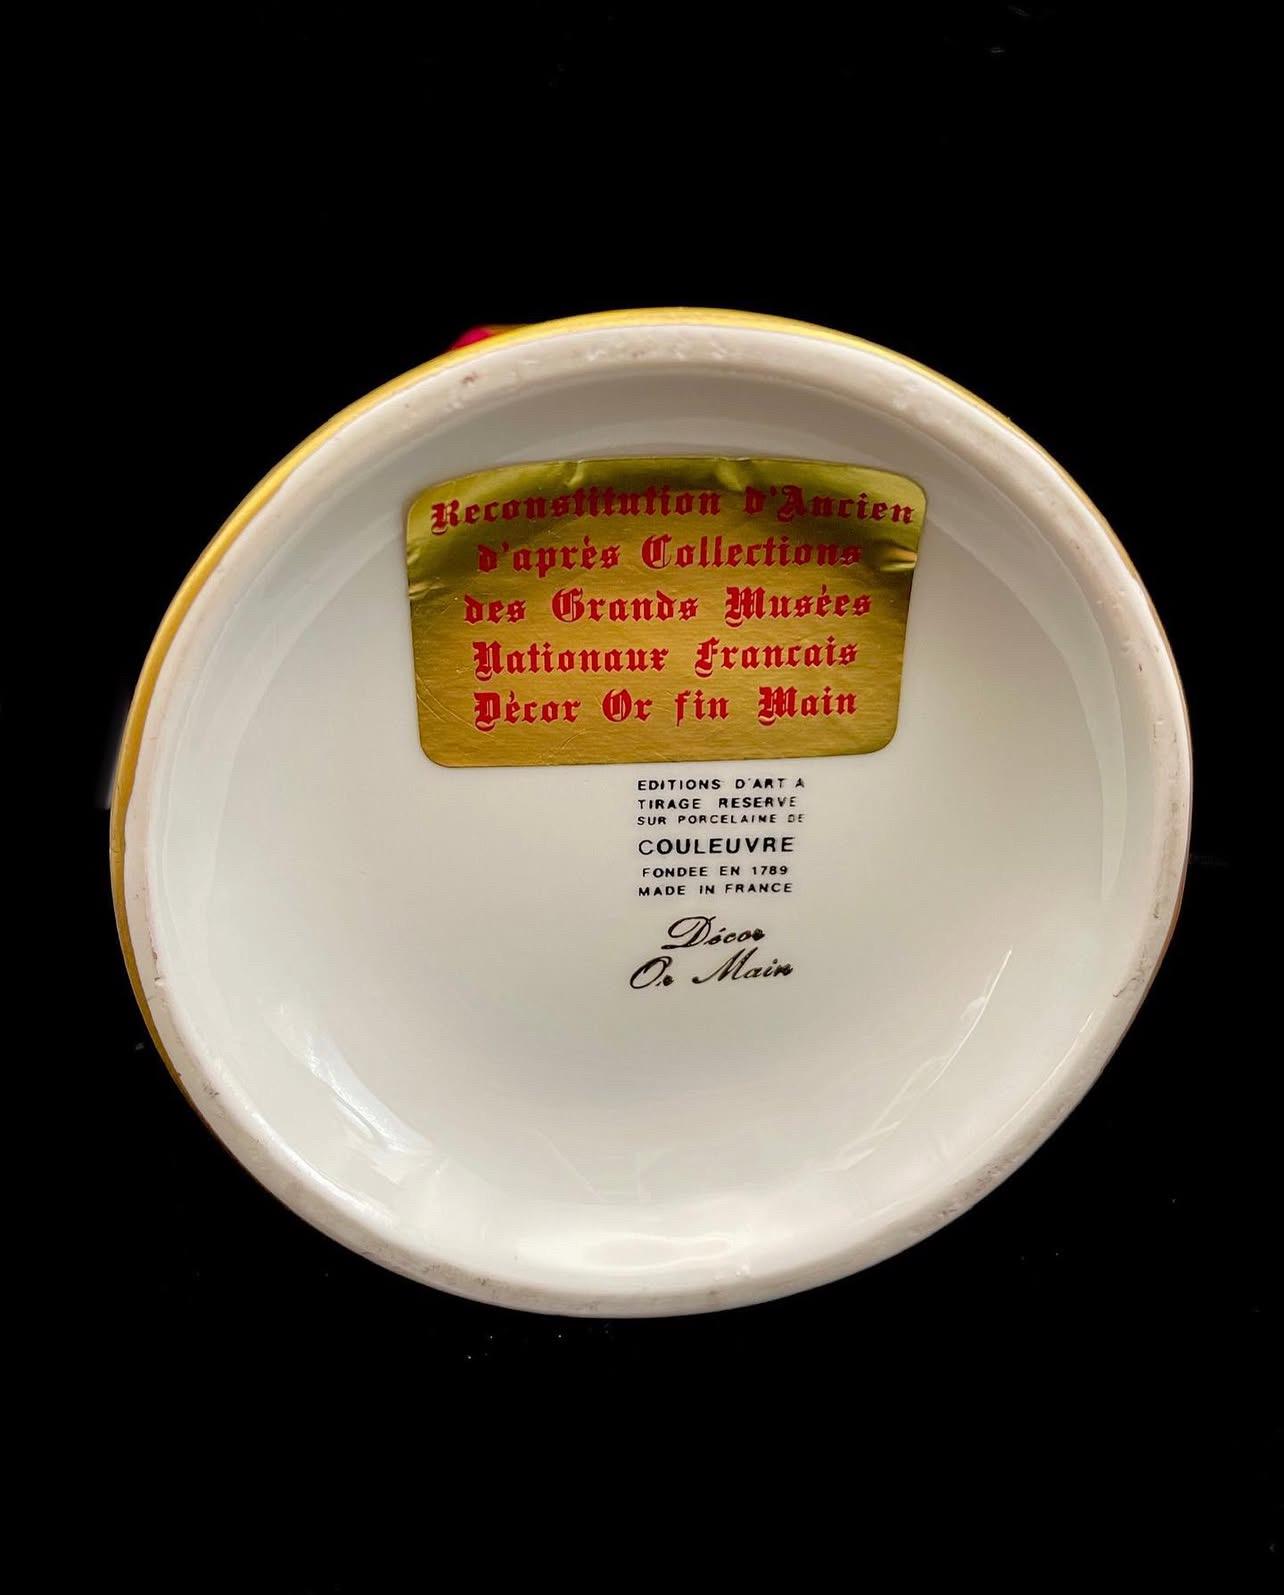 Reconstitution d'Ancien
d'après Collections
des Grands Musées
Nationaux Francais
Décor Or fin Main
EDITIONS D'ART A
TIRAGE RESERVE
SUR PORCELAINE DE
COULEUVRE
FONDEE EN 1789
MADE IN FRANCE
Décor
Or Main